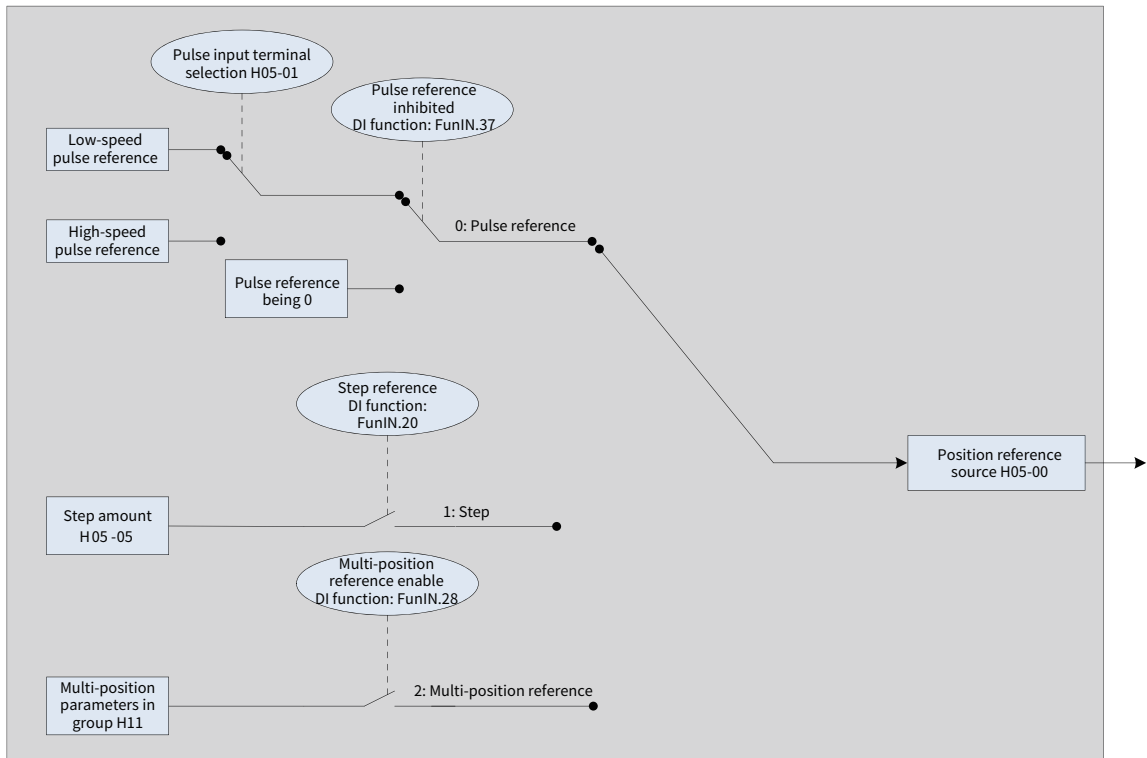 Pulse input terminal
selection H05-01
Pulse reference
inhibited
DI function: FunIN.37
Low-speed
pulse reference
0: Pulse reference
High-speed
pulse reference
Pulse reference
being 0
Step reference
DI function:
FunIN.20
Position reference
source H05-00
Step amount
H05-05
1: Step
Multi-position
reference enable
DI function: FunIN.28
Multi-position
parameters in
group H11
2: Multi-position reference